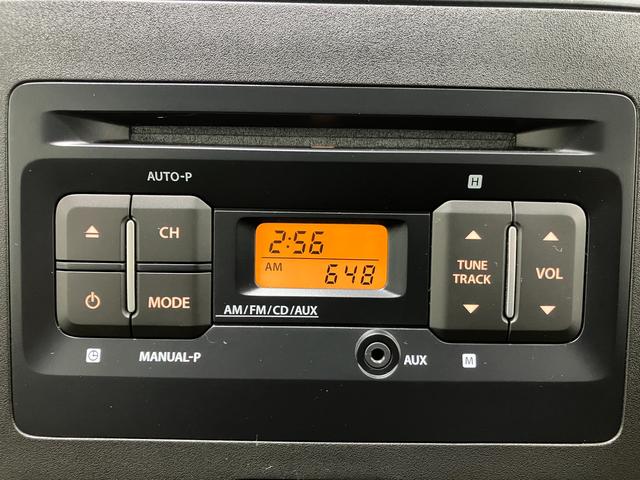 AUTO-P
H
CH
2:56
AM 648
TUNE
TRACK
VOL
MODE
AM/FM/CD/AUX
MANUAL-P
AUX
M